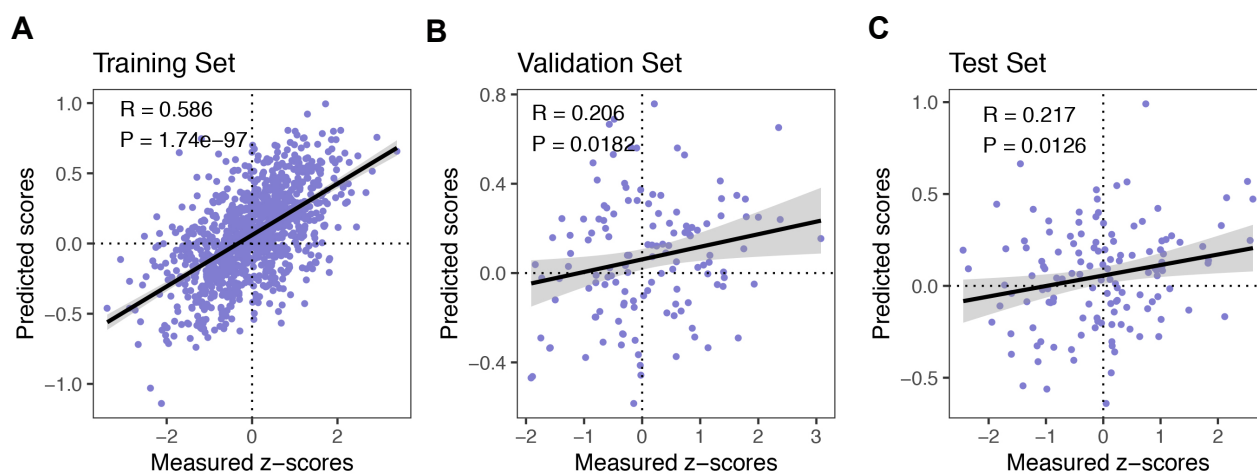 A
Training Set
R = 0.586
P = 1.74e−97
1.0
0.5
0.0
−0.5
−1.0
−2
0
2
Measured z−scores
Predicted scores
B
Validation Set
R = 0.206
P = 0.0182
0.8
0.4
0.0
−0.4
−2
−1
0
1
2
3
Measured z−scores
Predicted scores
C
Test Set
R = 0.217
P = 0.0126
1.0
0.5
0.0
−0.5
−2
−1
0
1
2
Measured z−scores
Predicted scores